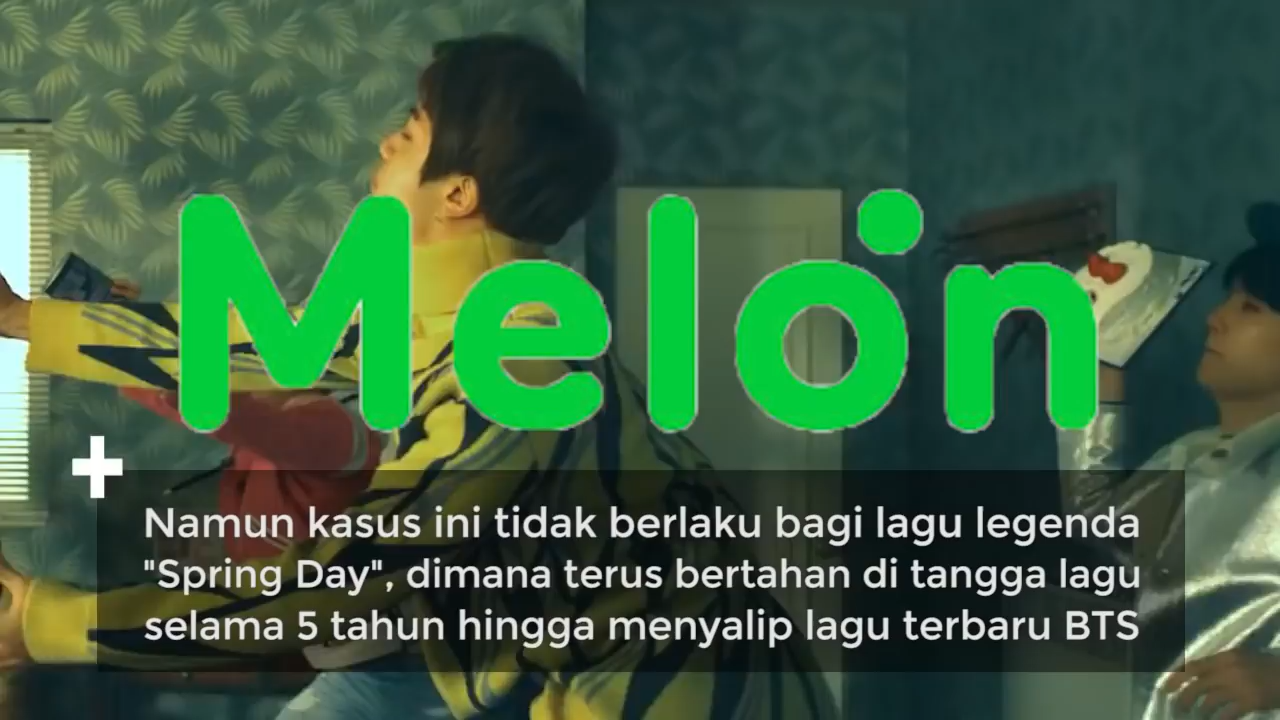 Melon
Namun kasus ini tidak berlaku bagi lagu legenda
"Spring Day", dimana terus bertahan di tangga lagu
selama 5 tahun hingga menyalip lagu terbaru BTS